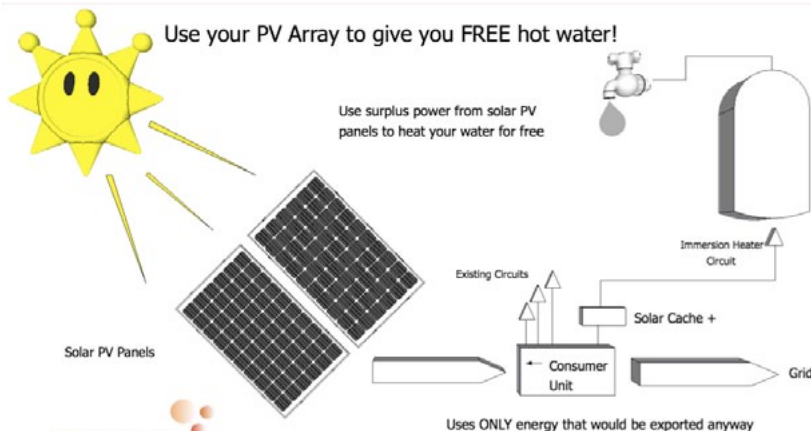 Use your PV Array to give you FREE hot water!
Use surplus power from solar PV
panels to heat your water for free
Immersion Heater
Circuit
Existing Circuits
Solar Cache +
Solar PV Panels
Consumer
Unit
Grid
Uses ONLY energy that would be exported anyway